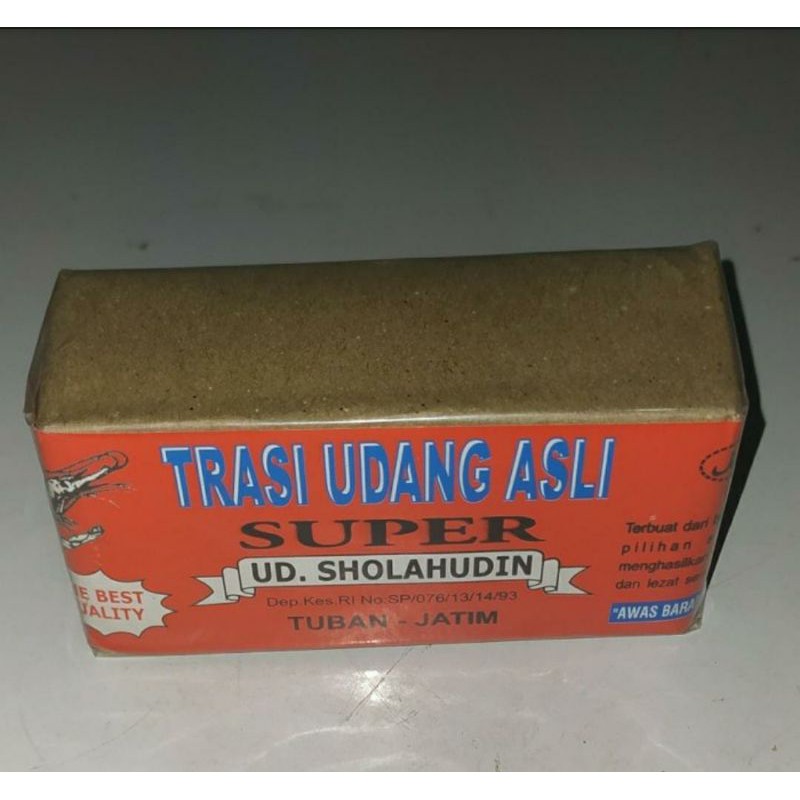 TRASI UDANG ASLI
SUPER
UD. SHOLAHUDIN
Dep.Kes.RI No.SP/076/13/14/93
TUBAN - JATIM
BEST
Terbuat dari
pilihan
menghasilkan
dan lezat
"AWAS